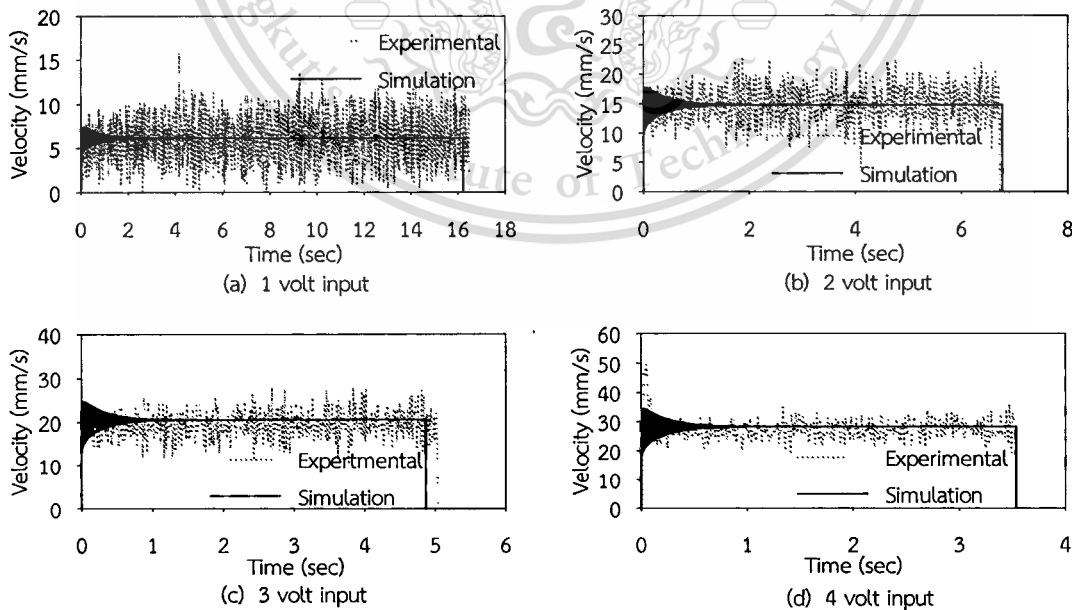 Velocity (mm/s)
20
15
10
5
0
Experimental
Simulation
0 2 4 6 8 10 12 14 16 18
Time (sec)
(a) 1 volt input
Velocity (mm/s)
30
25
20
15
10
5
0
Experimental
Simulation
0 2 4 6 8
Time (sec)
(b) 2 volt input
Velocity (mm/s)
40
30
20
10
0
Expertmental
Simulation
0 1 2 3 4 5 6
Time (sec)
(c) 3 volt input
Velocity (mm/s)
60
50
40
30
20
10
0
Experimental
Simulation
0 1 2 3 4
Time (sec)
(d) 4 volt input
ute of Tech